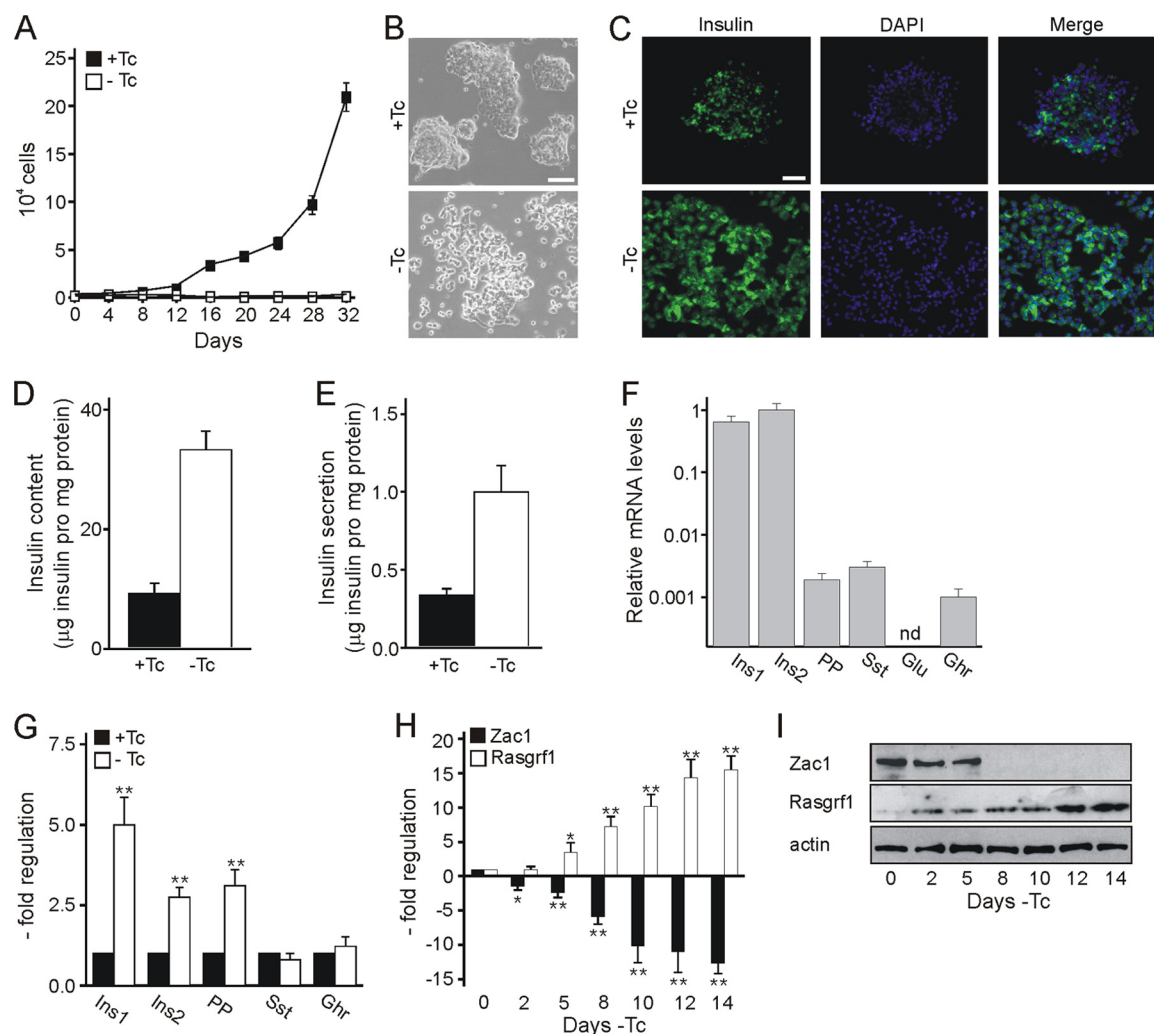 A
+Tc
- Tc
10⁴ cells
25
20
15
10
5
0
0 4 8 12 16 20 24 28 32
Days
B
+Tc
-Tc
C
Insulin DAPI Merge
+Tc
-Tc
D
Insulin content
(µg insulin pro mg protein)
40
20
0
+Tc -Tc
E
Insulin secretion
(µg insulin pro mg protein)
1.5
1.0
0.5
0.0
+Tc -Tc
F
Relative mRNA levels
1
0.1
0.001
nd
Ins1 Ins2 PP Sst Glu Ghr
G
+Tc
- Tc
- fold regulation
7.5
5.0
2.5
0.0
** ** **
Ins1 Ins2 PP Sst Ghr
H
Zac1
Rasgrf1
- fold regulation
20
15
10
5
0
-5
-10
-15
* ** ** ** **
* ** ** ** ** **
0 2 5 8 10 12 14
Days -Tc
I
Zac1
Rasgrf1
actin
0 2 5 8 10 12 14
Days -Tc